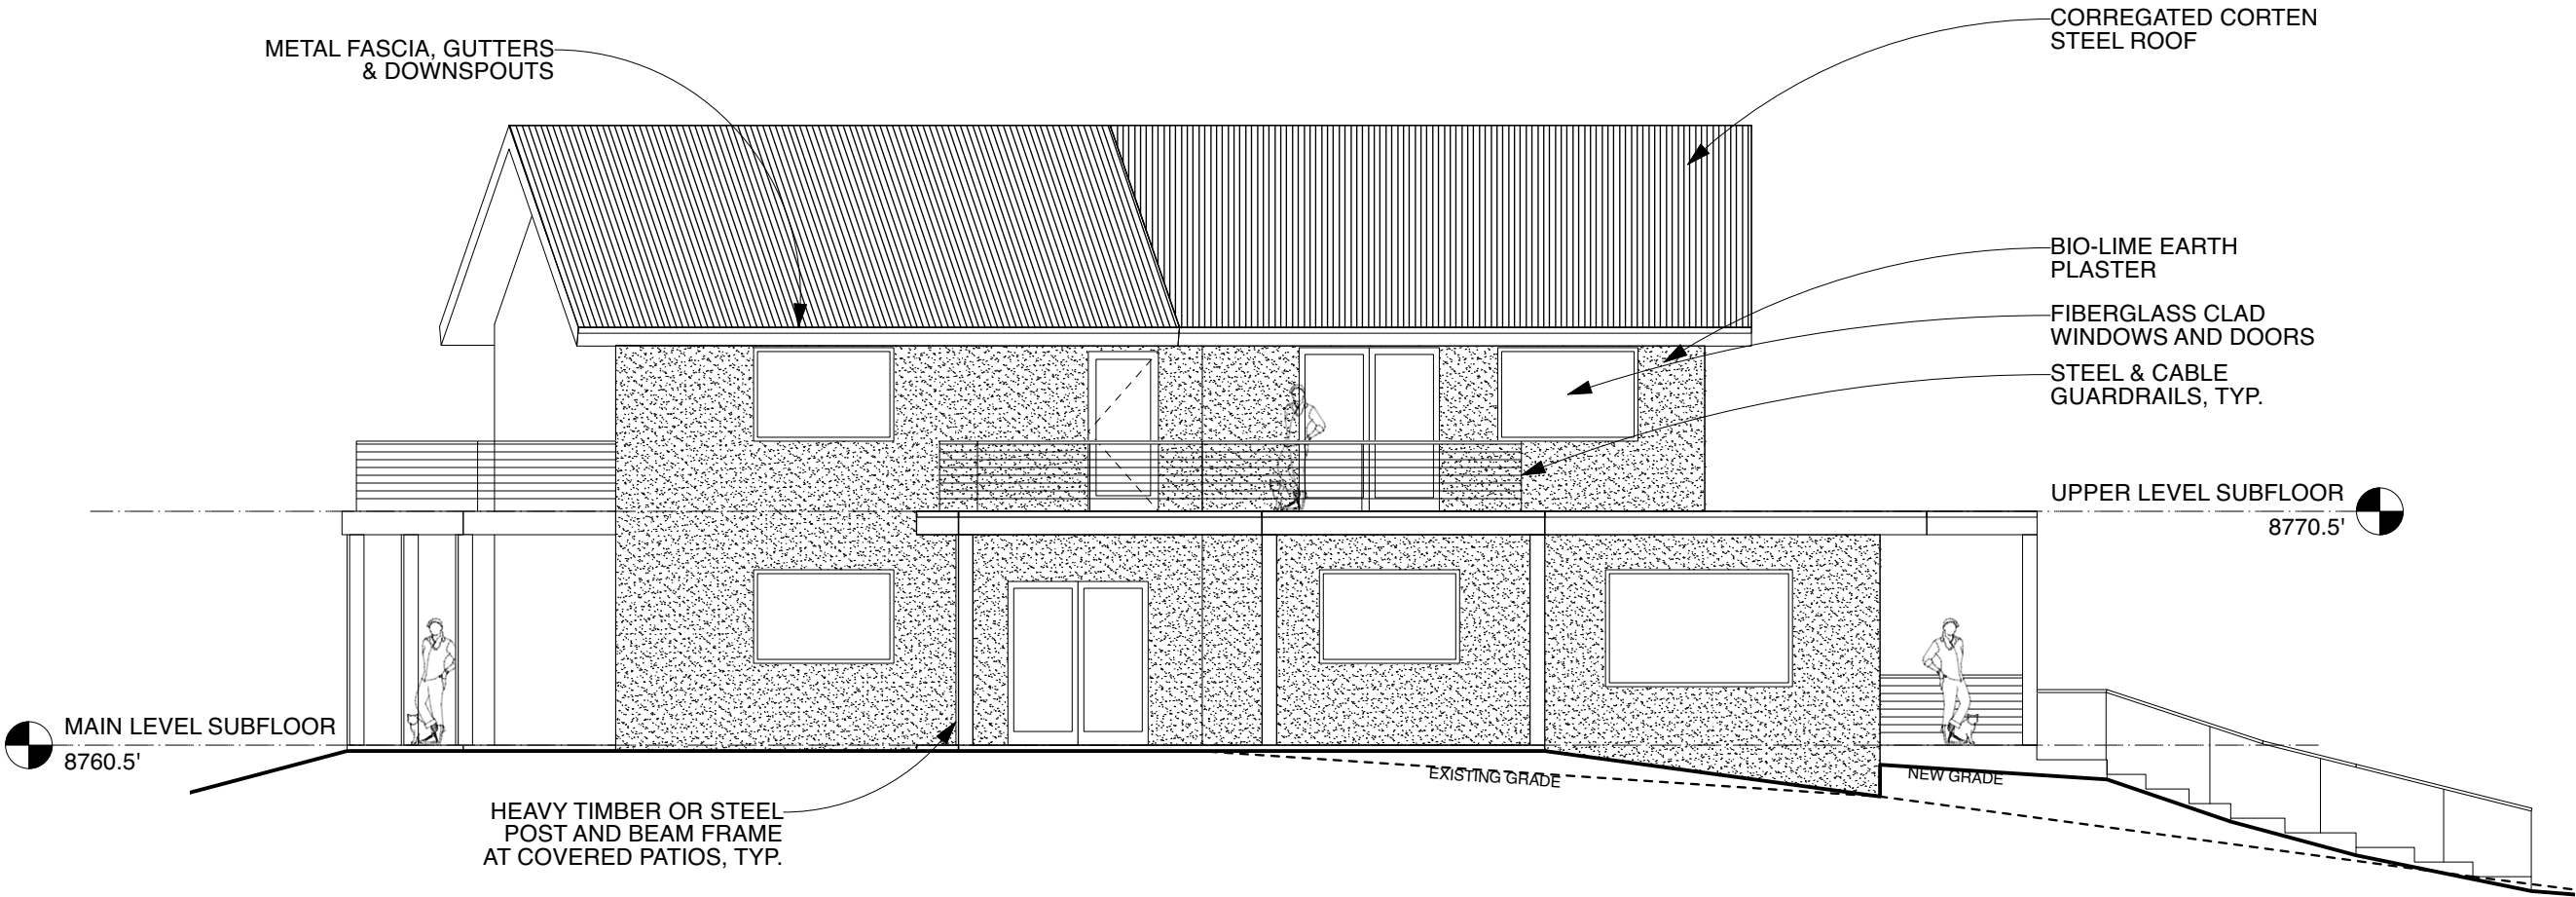 METAL FASCIA, GUTTERS
& DOWNSPOUTS
CORREGATED CORTEN
STEEL ROOF
BIO-LIME EARTH
PLASTER
FIBERGLASS CLAD
WINDOWS AND DOORS
STEEL & CABLE
GUARDRAILS, TYP.
UPPER LEVEL SUBFLOOR
8770.5'
MAIN LEVEL SUBFLOOR
8760.5'
EXISTING GRADE
NEW GRADE
HEAVY TIMBER OR STEEL
POST AND BEAM FRAME
AT COVERED PATIOS, TYP.